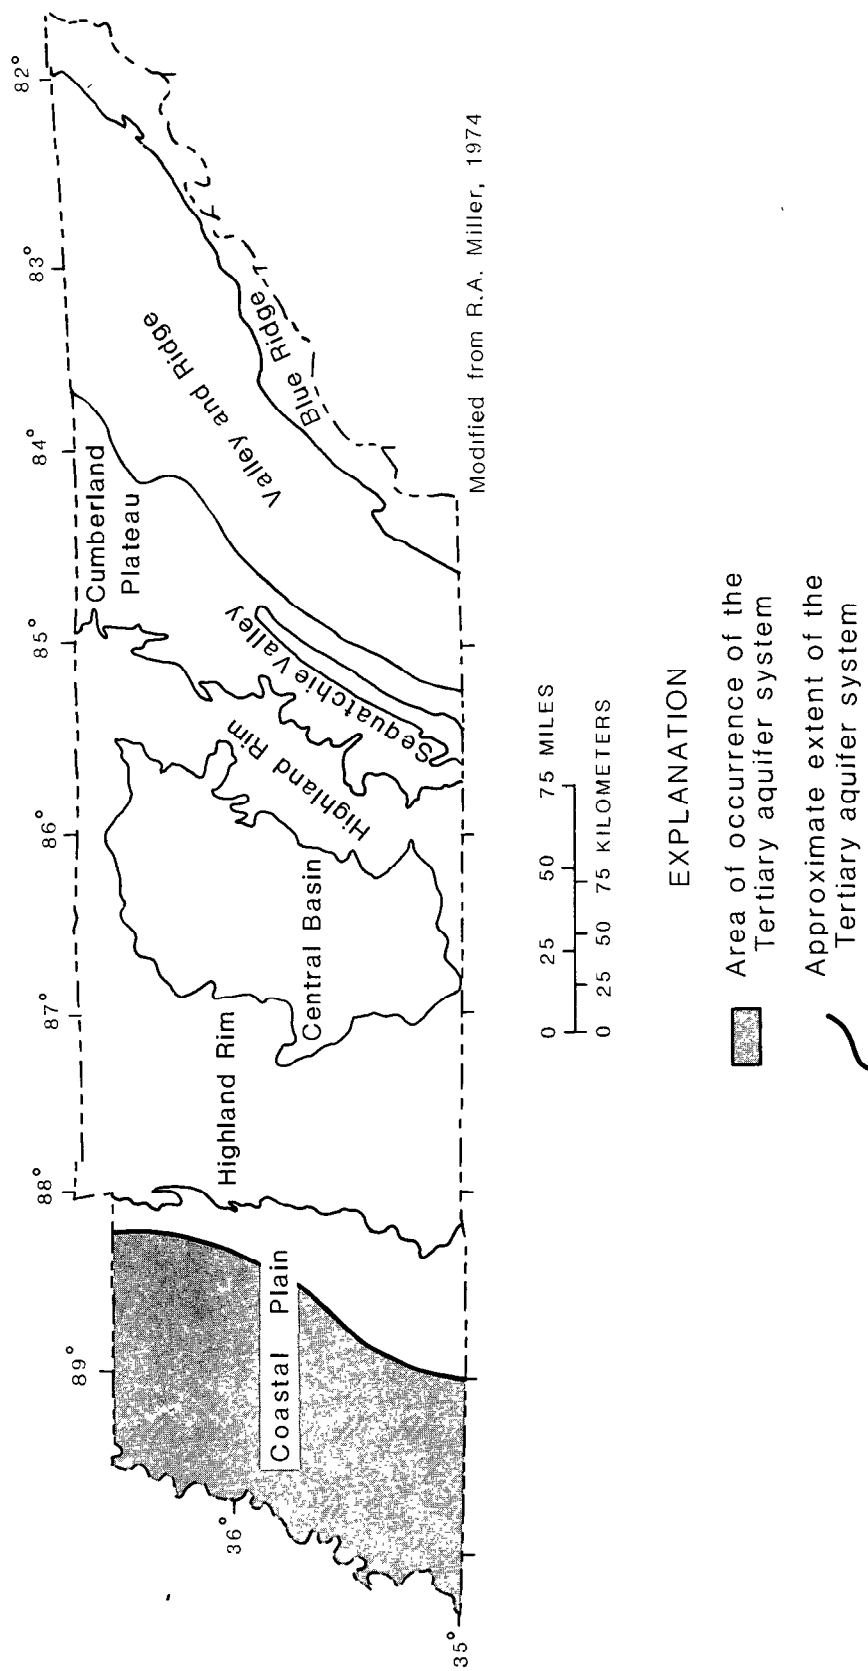 82°
83°
84°
85°
86°
87°
88°
89°
36°
35°
Cumberland
Plateau
Valley and Ridge
Blue Ridge
Sequatchie Valley
Highland Rim
Central Basin
Highland Rim
Coastal Plain
Modified from R.A. Miller, 1974
0 25 50 75 MILES
0 25 50 75 KILOMETERS
EXPLANATION
Area of occurrence of the
Tertiary aquifer system
Approximate extent of the
Tertiary aquifer system